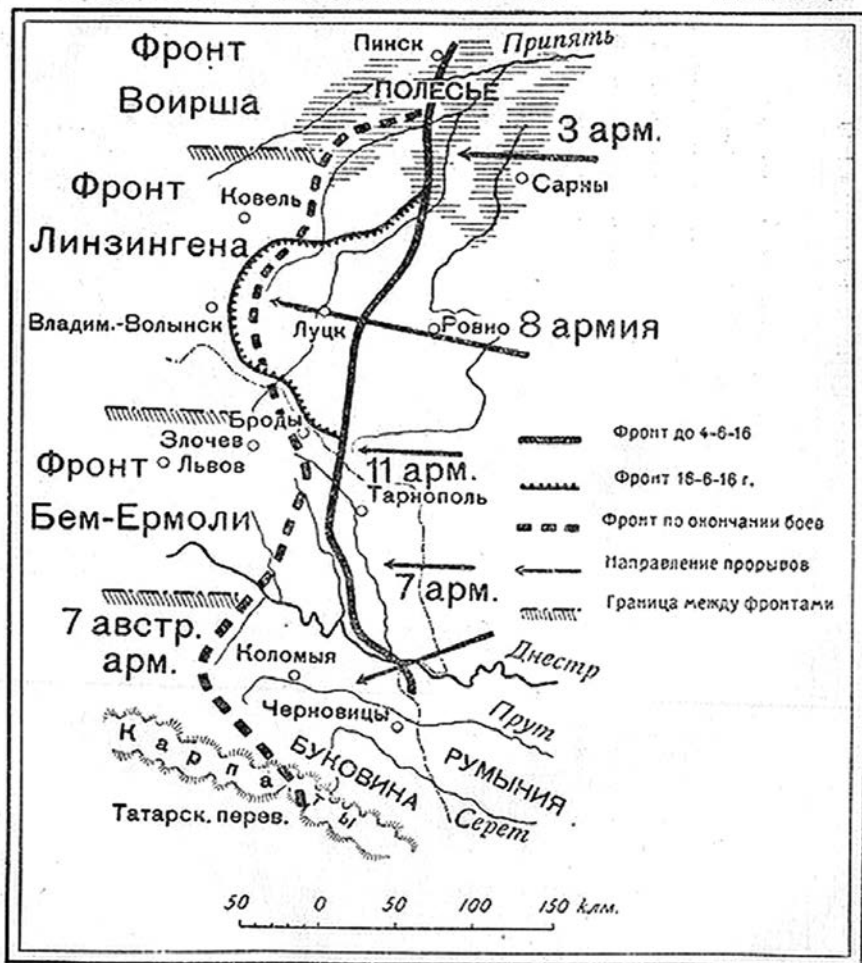 Фронт
Воирша
Пинск
Припять
ПОЛЕСЬЕ
3 арм.
Сарны
Фронт
Линзингена
Ковель
Владим.-Волынск
Луцк
Ровно
8 армия
Броды
Злочев
Львов
Фронт
Бем-Ермоли
11 арм.
Тарнополь
7 арм.
Фронт до 4-6-16
Фронт 16-6-16 г.
Фронт по окончании боев
Направление прорывов
Граница между фронтами
7 австр.
арм.
Коломыя
Днестр
Черновицы
Прут
Карпаты
БУКОВИНА
РУМЫНИЯ
Серет
Татарск. перев.
50 0 50 100 150 клм.